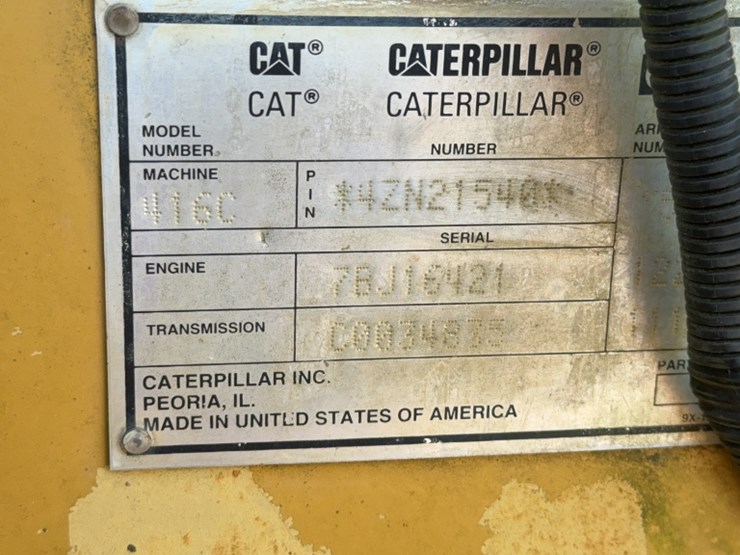 CAT® CATERPILLAR®
CAT® CATERPILLAR®
MODEL
NUMBER NUMBER
MACHINE 416C PIN *4ZN21540*
SERIAL
ENGINE 7BJ16421
TRANSMISSION
CATERPILLAR INC.
PEORIA, IL.
MADE IN UNITED STATES OF AMERICA